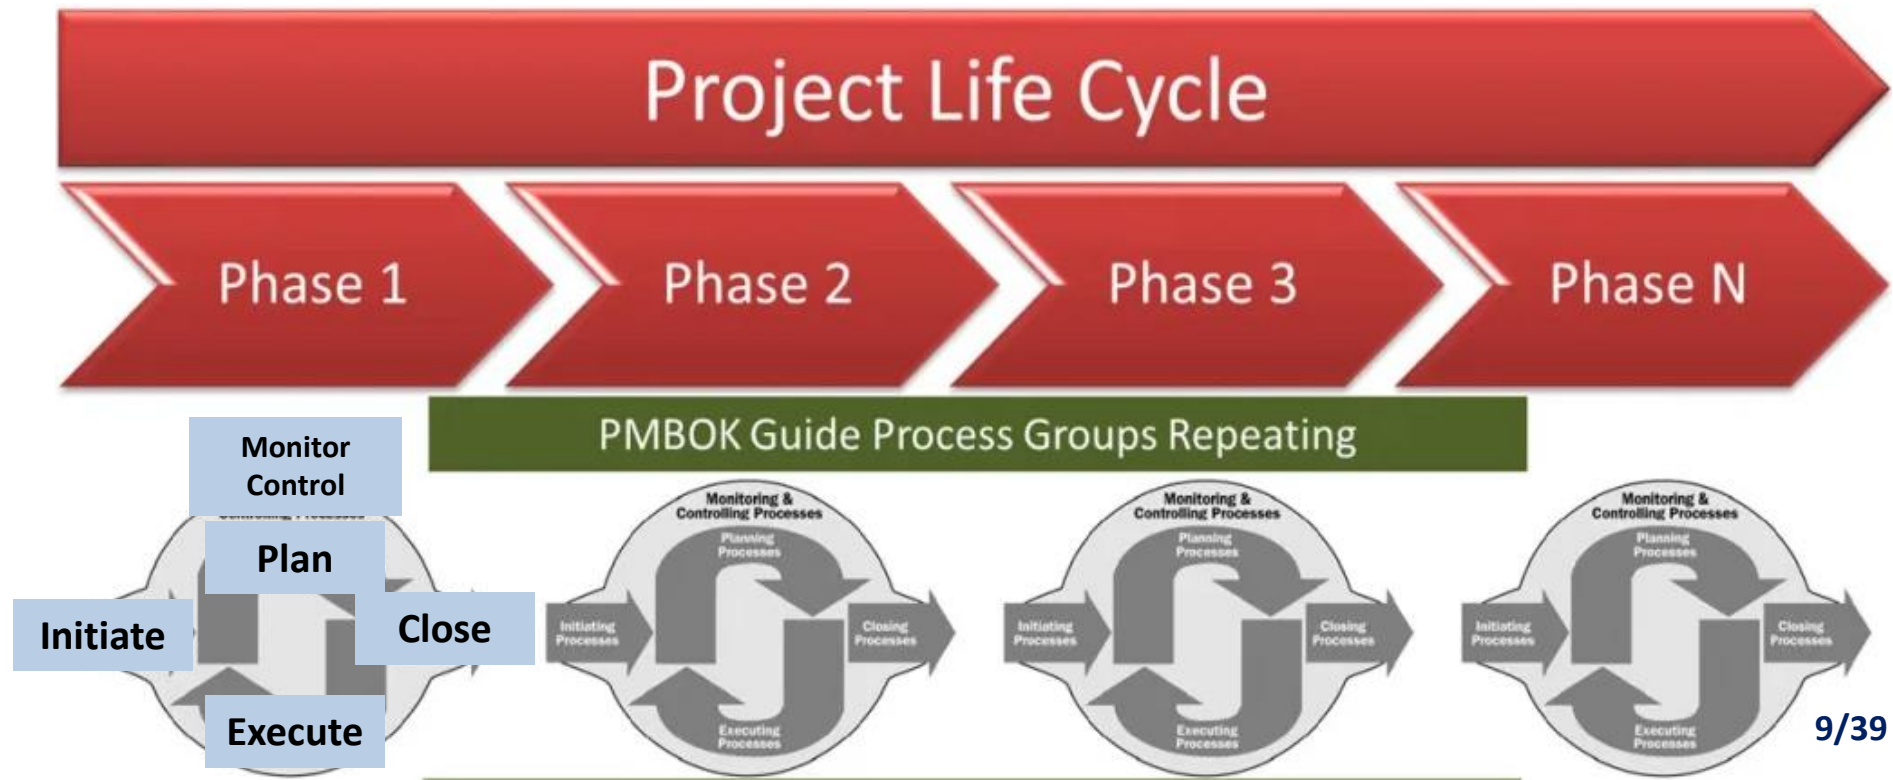 Project Life Cycle
Phase 1
Phase 2
Phase 3
Phase N
PMBOK Guide Process Groups Repeating
Monitor
Control
Controlling Processes
Plan
Initiate
Close
Execute
Monitoring &
Controlling Processes
Planning
Processes
Initiating
Processes
Closing
Processes
Executing
Processes
Monitoring &
Controlling Processes
Planning
Processes
Initiating
Processes
Closing
Processes
Executing
Processes
Monitoring &
Controlling Processes
Planning
Processes
Initiating
Processes
Closing
Processes
Executing
Processes
9/39